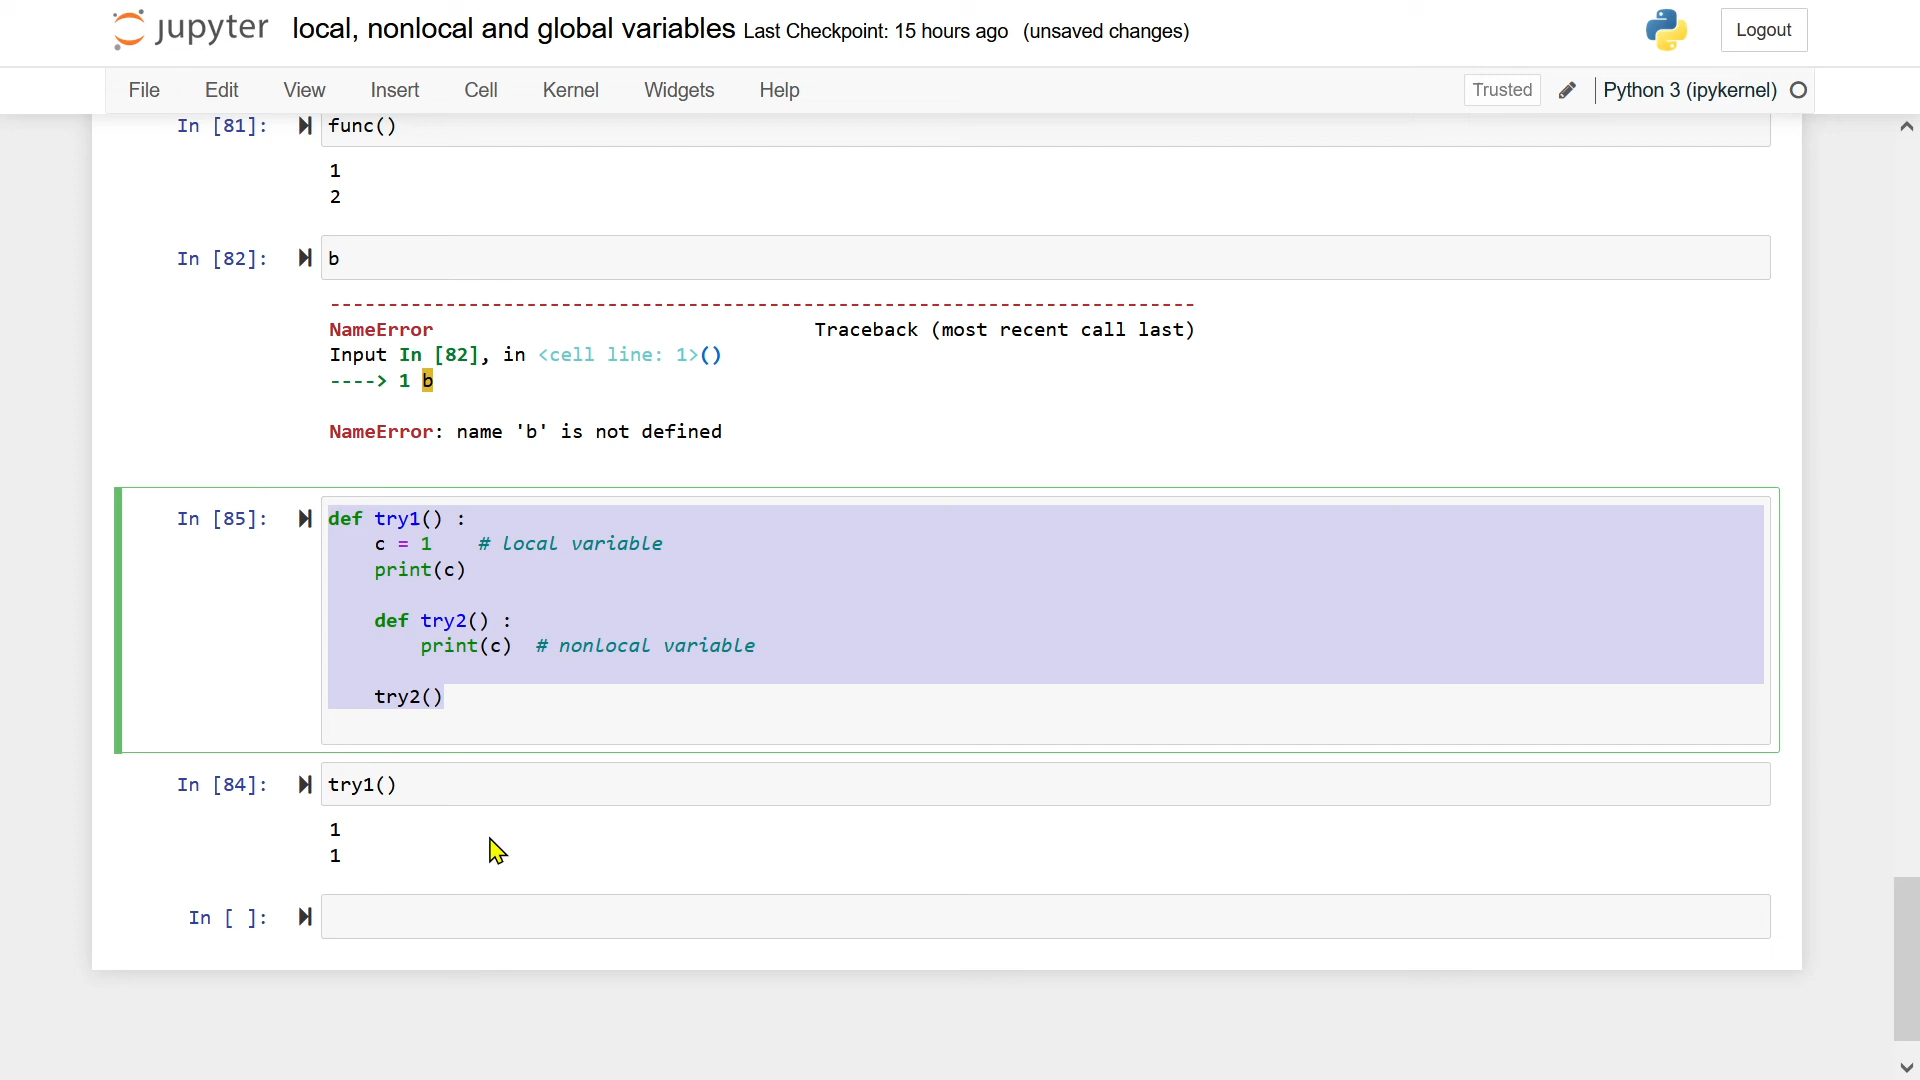 jupyter local, nonlocal and global variables Last Checkpoint: 15 hours ago (unsaved changes) Logout
File Edit View Insert Cell Kernel Widgets Help Trusted Python 3 (ipykernel)
In [81]: func()
1
2
In [82]: b
---------------------------------------------------------------------------
NameError Traceback (most recent call last)
Input In [82], in <cell line: 1>()
----> 1 b
NameError: name 'b' is not defined
In [85]: def try1() :
c = 1 # local variable
print(c)
def try2() :
print(c) # nonlocal variable
try2()
In [84]: try1()
1
1
In [ ]: